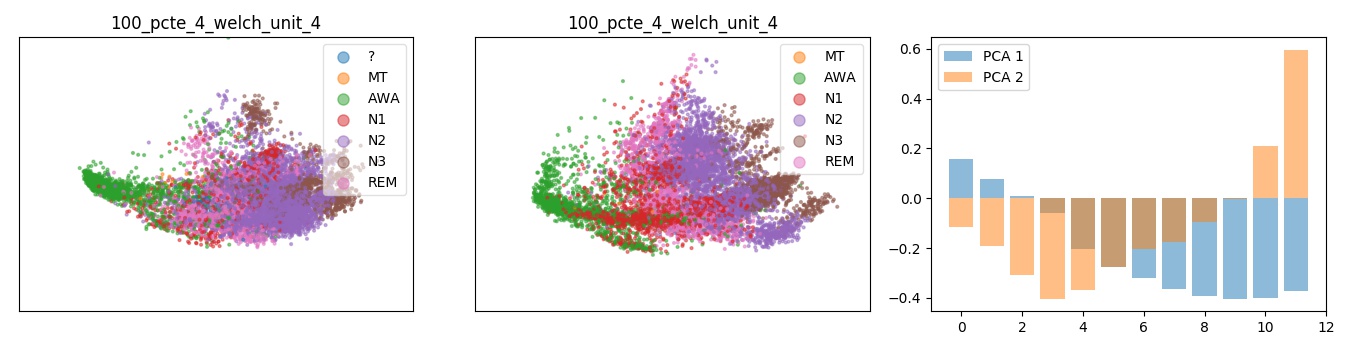 100_pcte_4_welch_unit_4
?
MT
AWA
N1
N2
N3
REM
100_pcte_4_welch_unit_4
MT
AWA
N1
N2
N3
REM
PCA 1
PCA 2
0.6
0.4
0.2
0.0
−0.2
−0.4
0 2 4 6 8 10 12